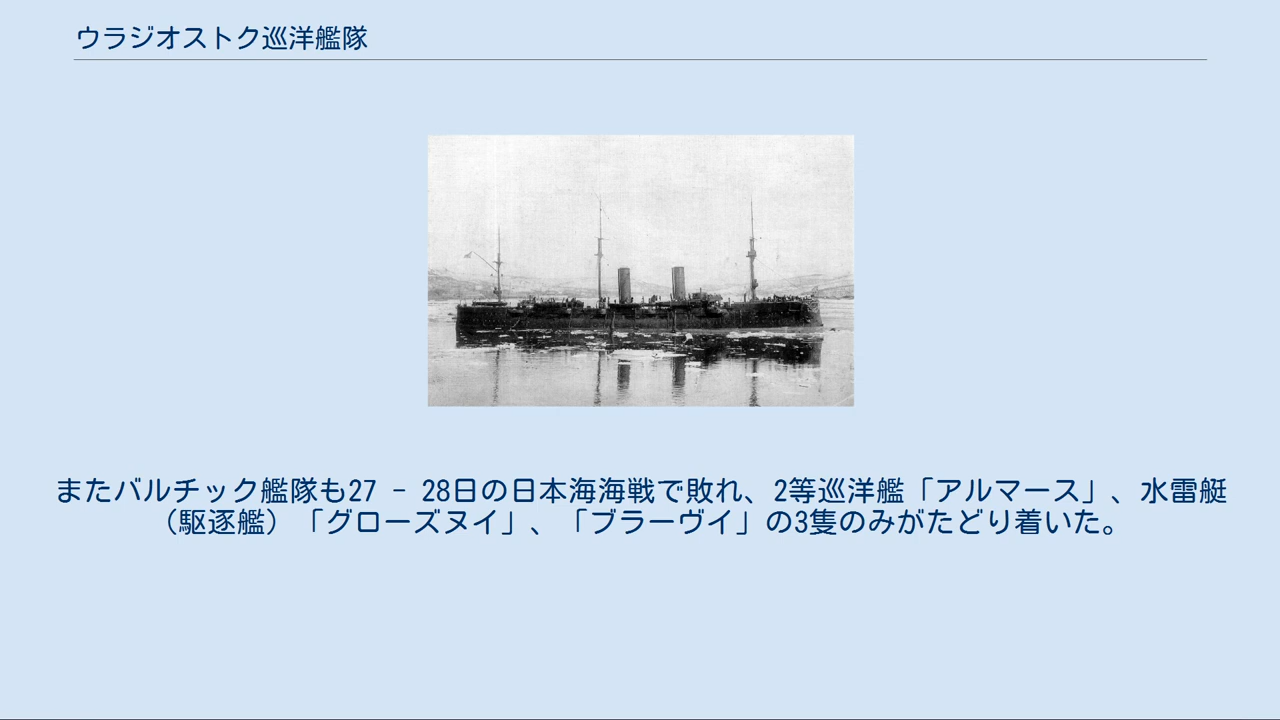 ウラジオストク巡洋艦隊
またバルチック艦隊も27 - 28日の日本海海戦で敗れ、2等巡洋艦「アルマース」、水雷艇
（駆逐艦）「グローズヌイ」、「ブラーヴイ」の3隻のみがたどり着いた。